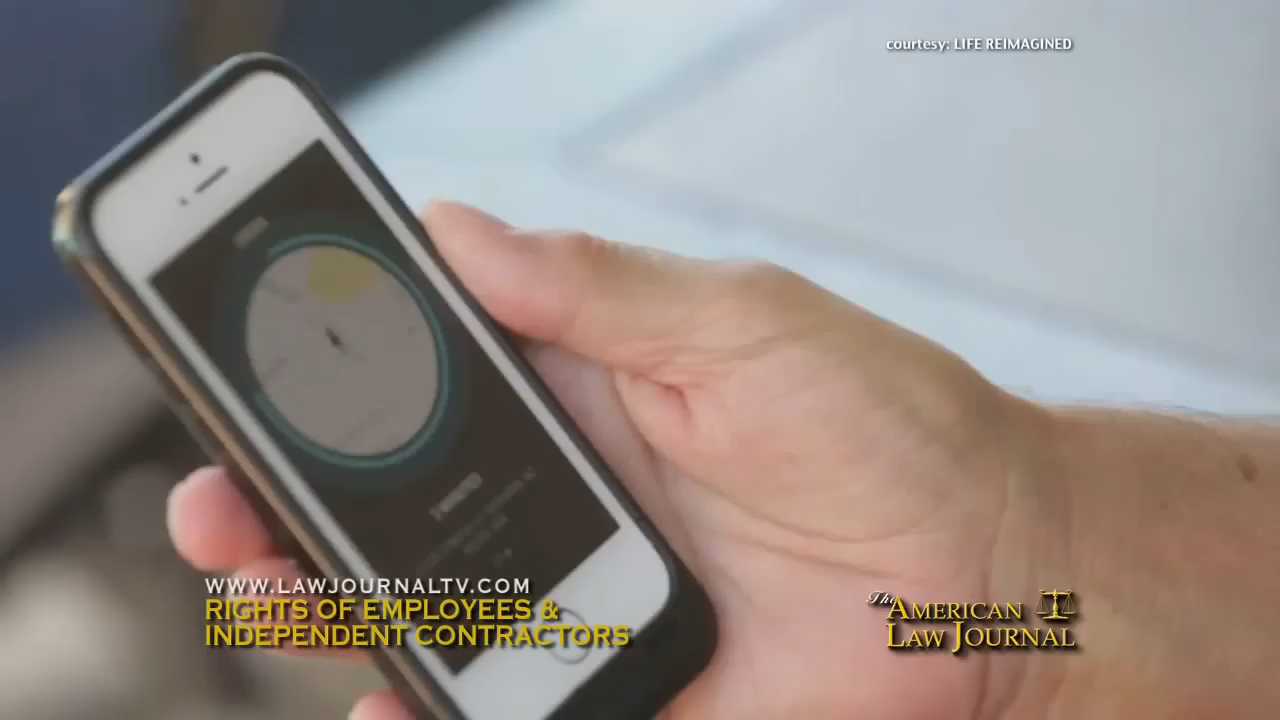 courtesy: LIFE REIMAGINED
WWW.LAWJOURNALTV.COM
RIGHTS OF EMPLOYEES &
INDEPENDENT CONTRACTORS
The
AMERICAN
LAW JOURNAL